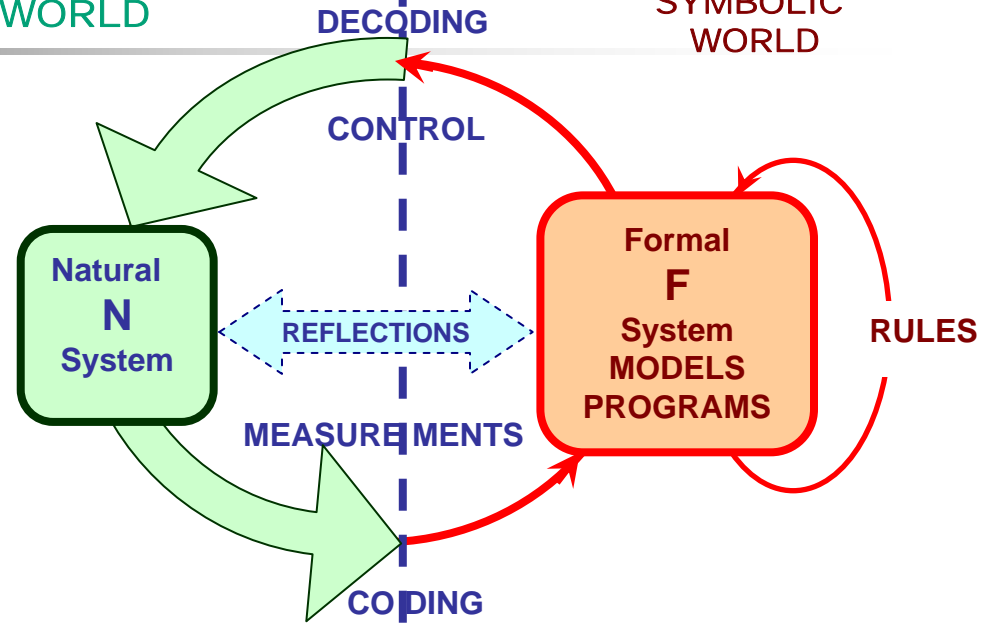 WORLD
DECODING
SYMBOLIC
WORLD
CONTROL
Natural
N
System
REFLECTIONS
Formal
F
System
MODELS
PROGRAMS
RULES
MEASUREMENTS
CODING